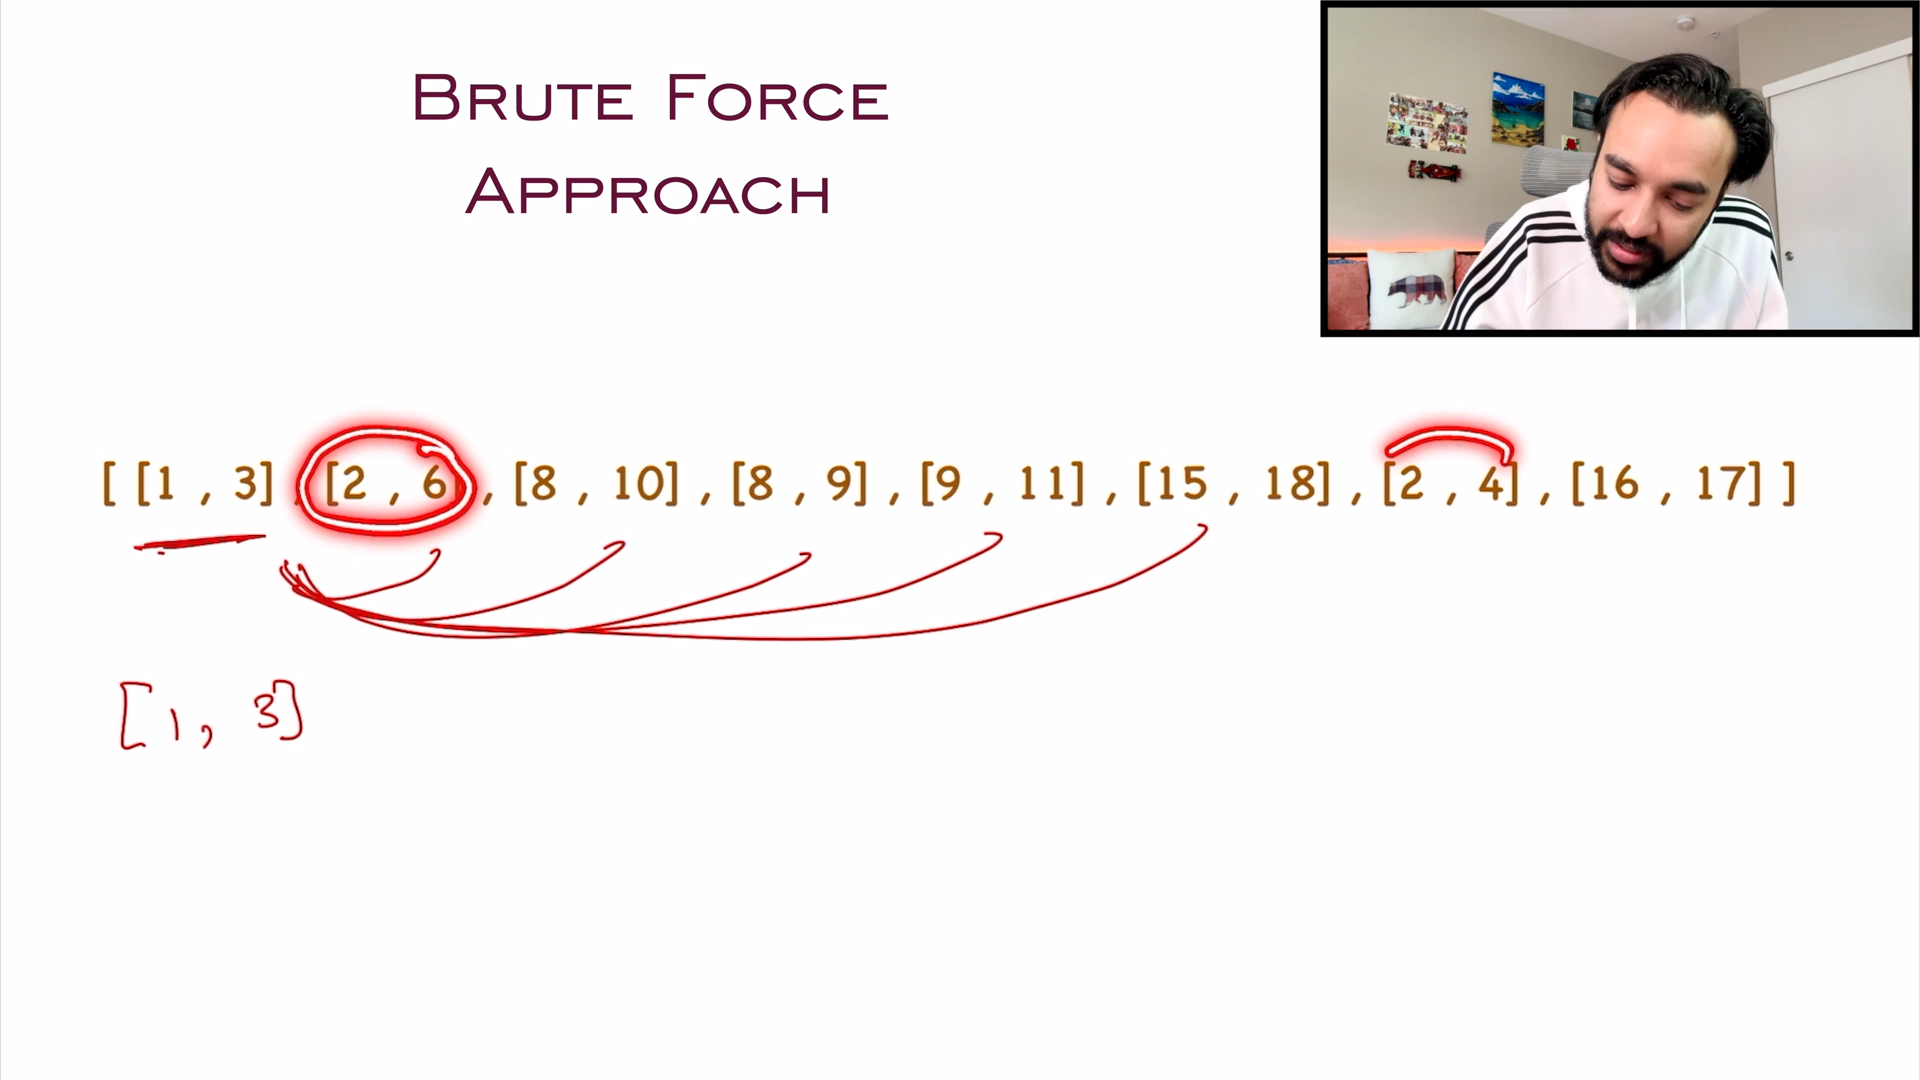 BRUTE FORCE
APPROACH
[ [1 , 3] , [2 , 6] , [8 , 10] , [8 , 9] , [9 , 11] , [15 , 18] , [2 , 4] , [16 , 17] ]
[1, 3]